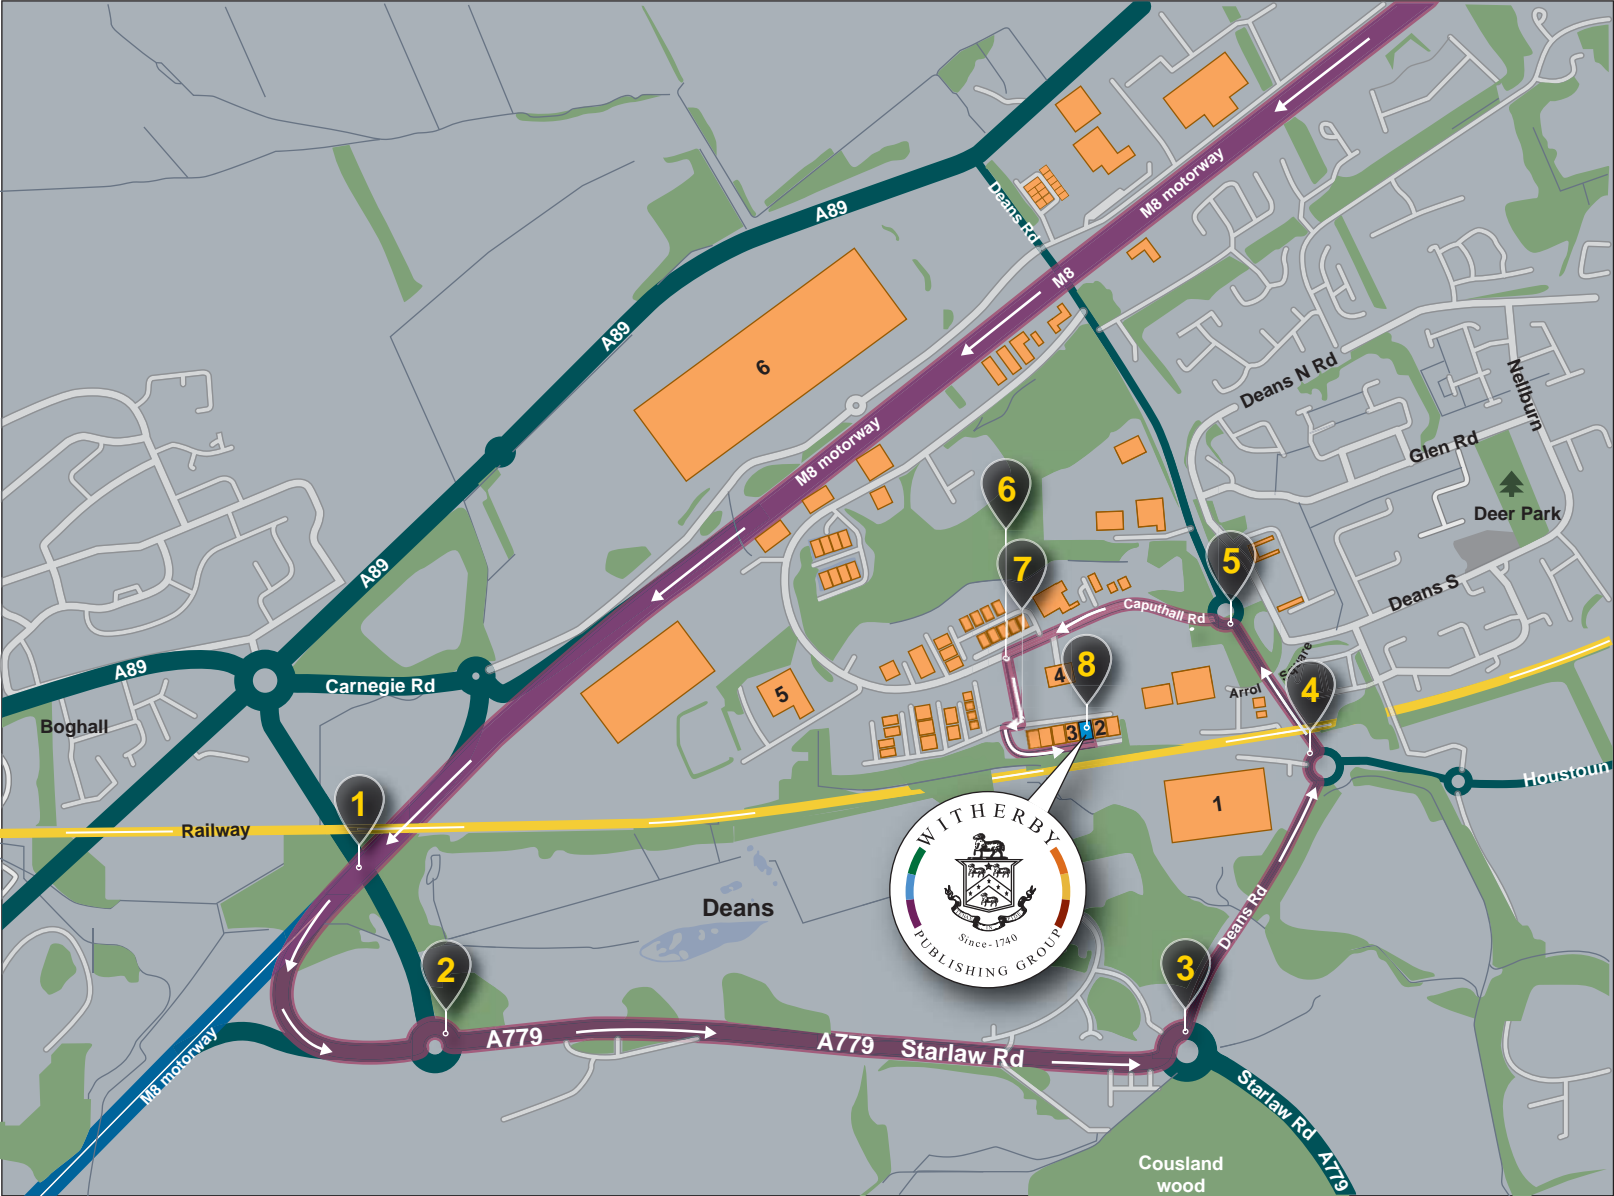 M8 motorway
Deans Rd
A89
M8
A89
6
Deans N Rd
Nellburn
M8 motorway
Glen Rd
6
Deer Park
A89
7
5
Deans S
Caputhall Rd
A89
Carnegie Rd
5
4
8
Arrol
Square
4
Boghall
3
2
Houstoun
1
1
Railway
WITHERBY
Deans
Since-1740
PUBLISHING GROUP
Deans Rd
2
3
A779
A779
Starlaw Rd
M8 motorway
Starlaw Rd
A779
Cousland
wood